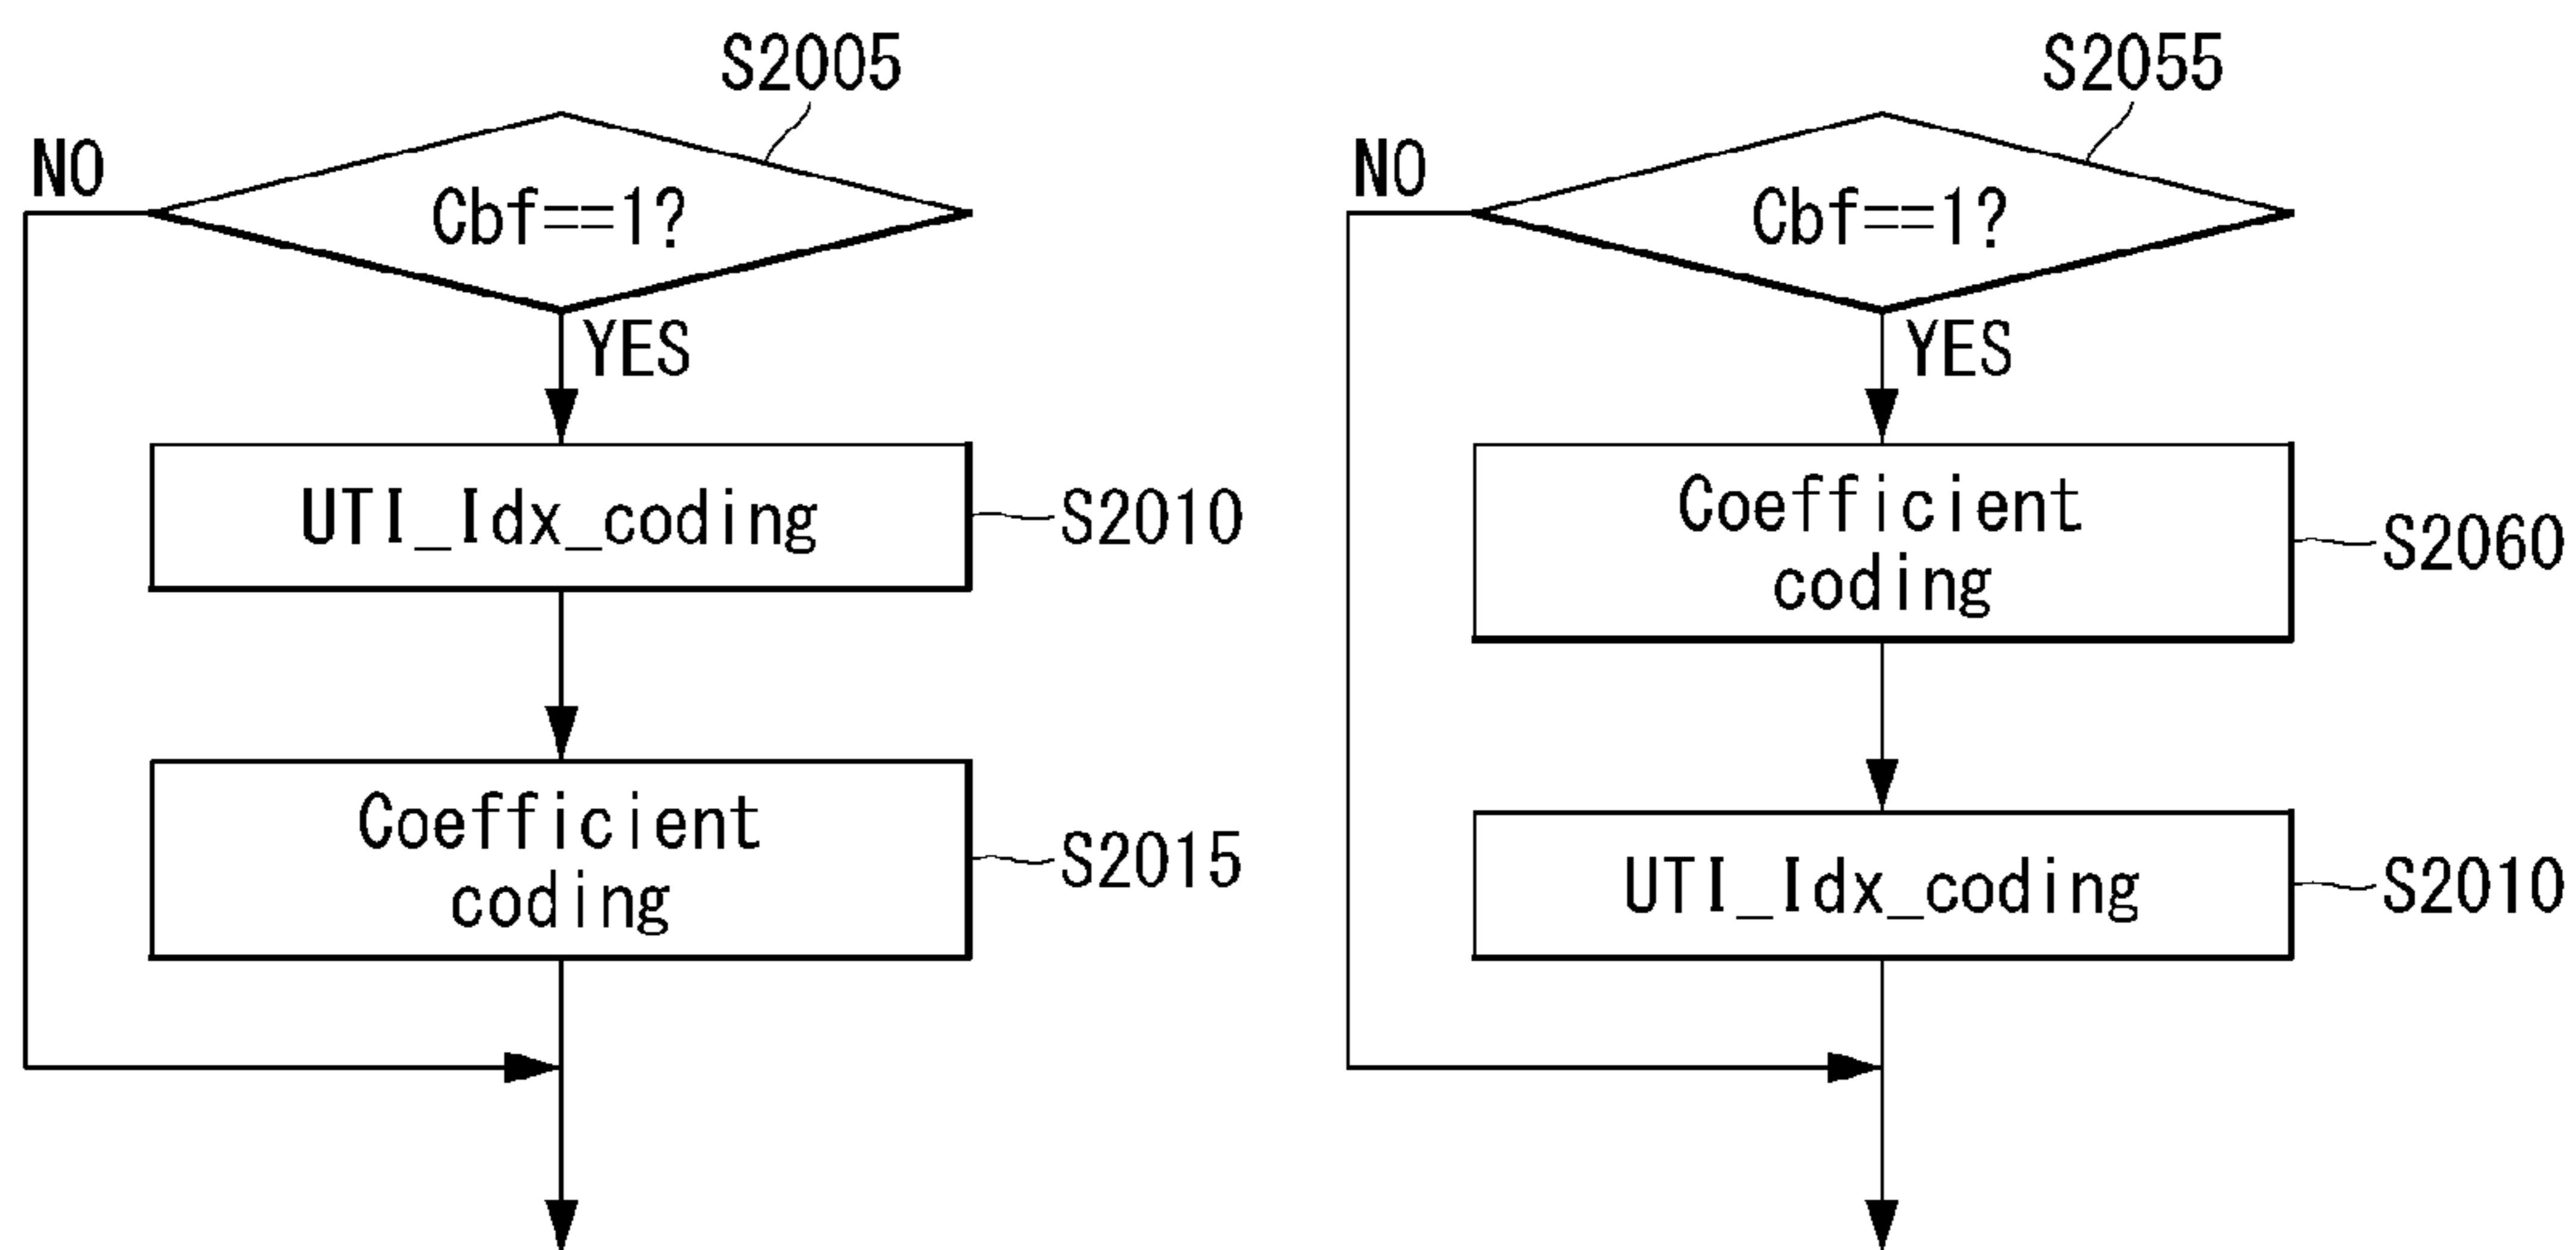 S2005
NO
Cbf==1?
YES
UTI_Idx_coding
S2010
Coefficient
coding
S2015
S2055
NO
Cbf==1?
YES
Coefficient
coding
S2060
UTI_Idx_coding
S2010